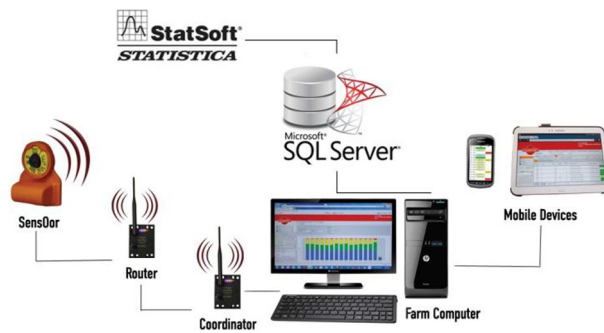 StatSoft®
STATISTICA
Microsoft®
SQL Server®
SensOor
Router
Coordinator
Farm Computer
Mobile Devices